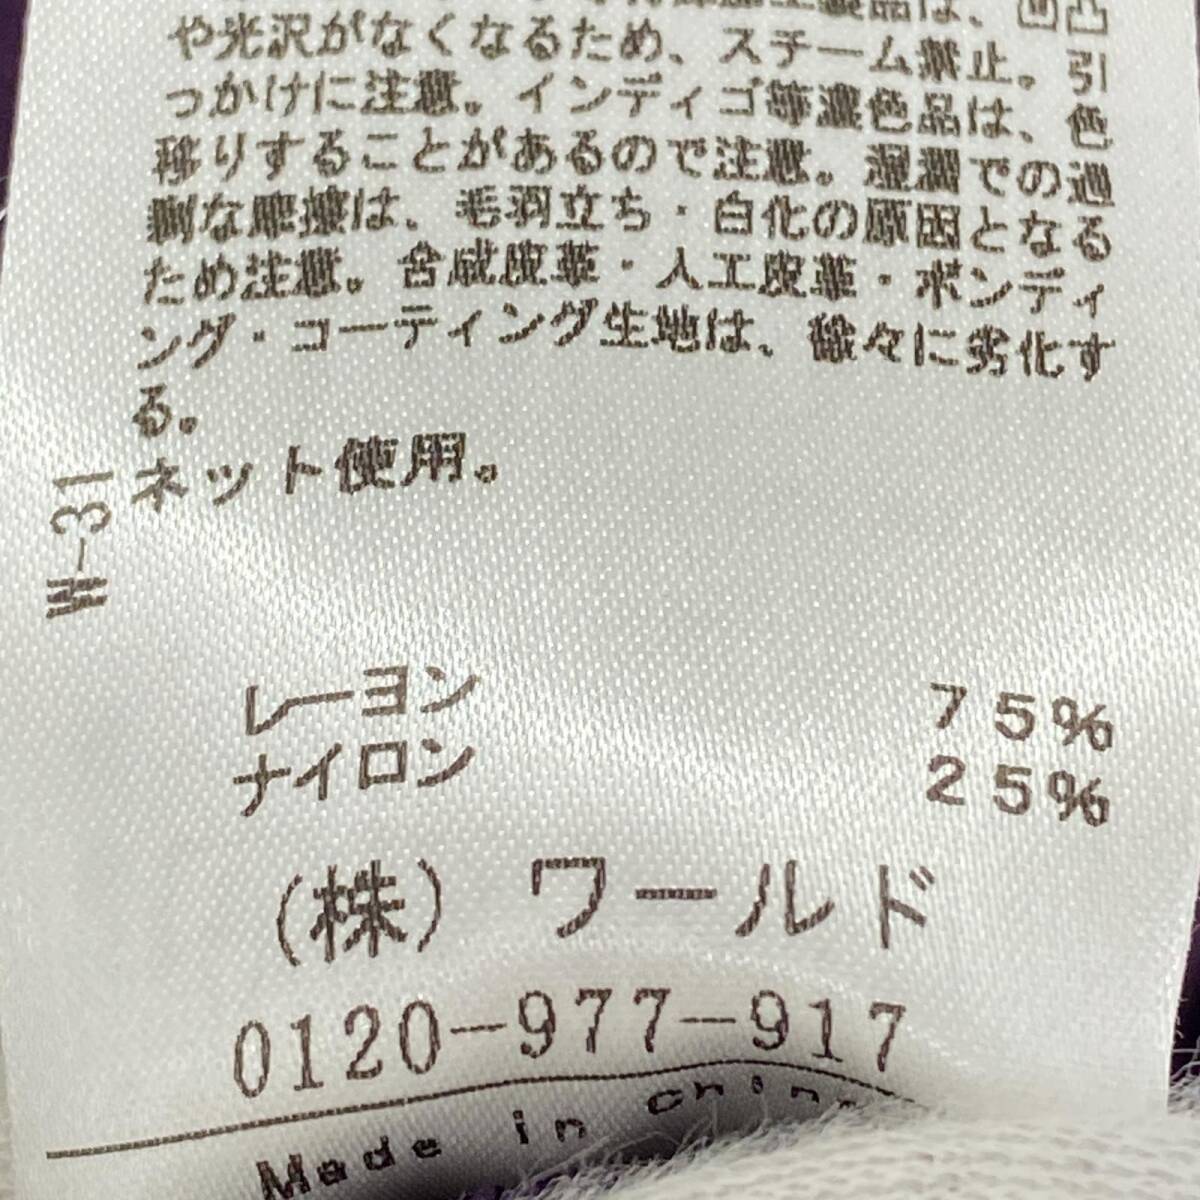 製品は、凹凸
や光沢がなくなるため、スチーム禁止。引
っかけに注意。インディゴ等濃色品は、色
移りすることがあるので注意。湿潤での過
剰な摩擦は、毛羽立ち・白化の原因となる
ため注意。合成皮革・人工皮革・ボンディ
ング・コーティング生地は、徐々に劣化す
る。
ネット使用。
W-31
レーヨン 75%
ナイロン 25%
(株) ワールド
0120-977-917
Made in china